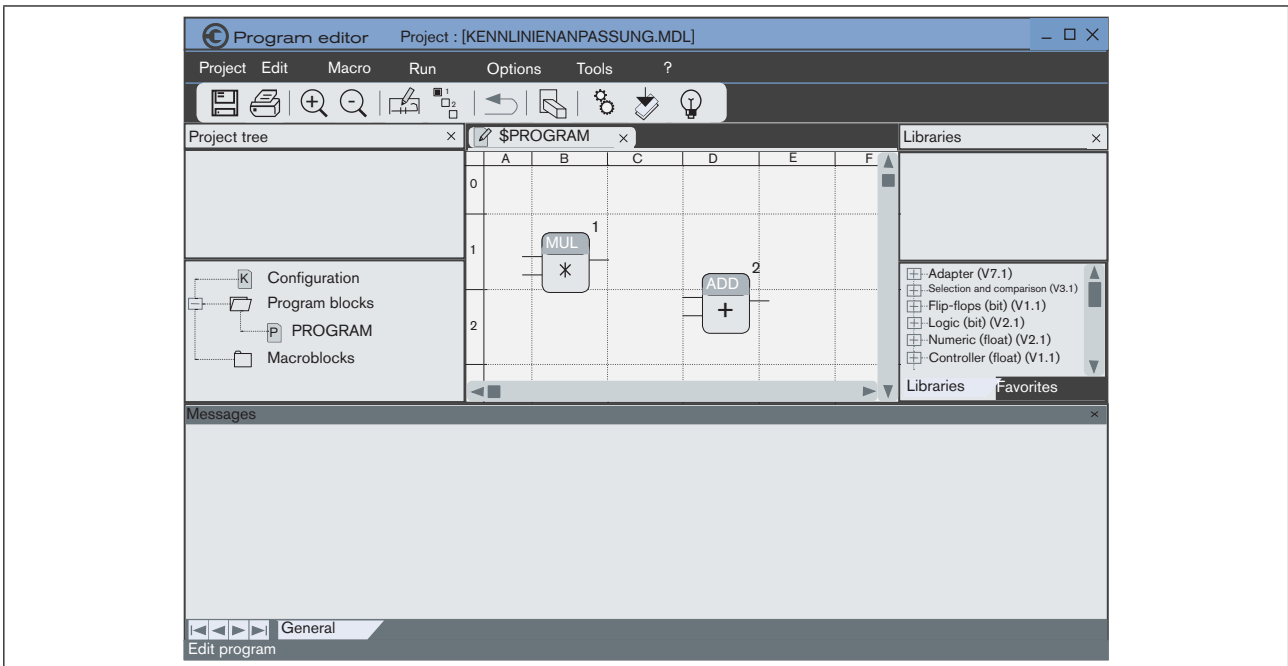 Program editor Project : [KENNLINIENANPASSUNG.MDL]
Project Edit Macro Run Options Tools ?
1
2
Project tree
$PROGRAM
Libraries
A B C D E F
0
1
2
MUL
1
ADD
2
+
K Configuration
Program blocks
P PROGRAM
Macroblocks
Adapter (V7.1)
Selection and comparison (V3.1)
Flip-flops (bit) (V1.1)
Logic (bit) (V2.1)
Numeric (float) (V2.1)
Controller (float) (V1.1)
Libraries Favorites
Messages
General
Edit program